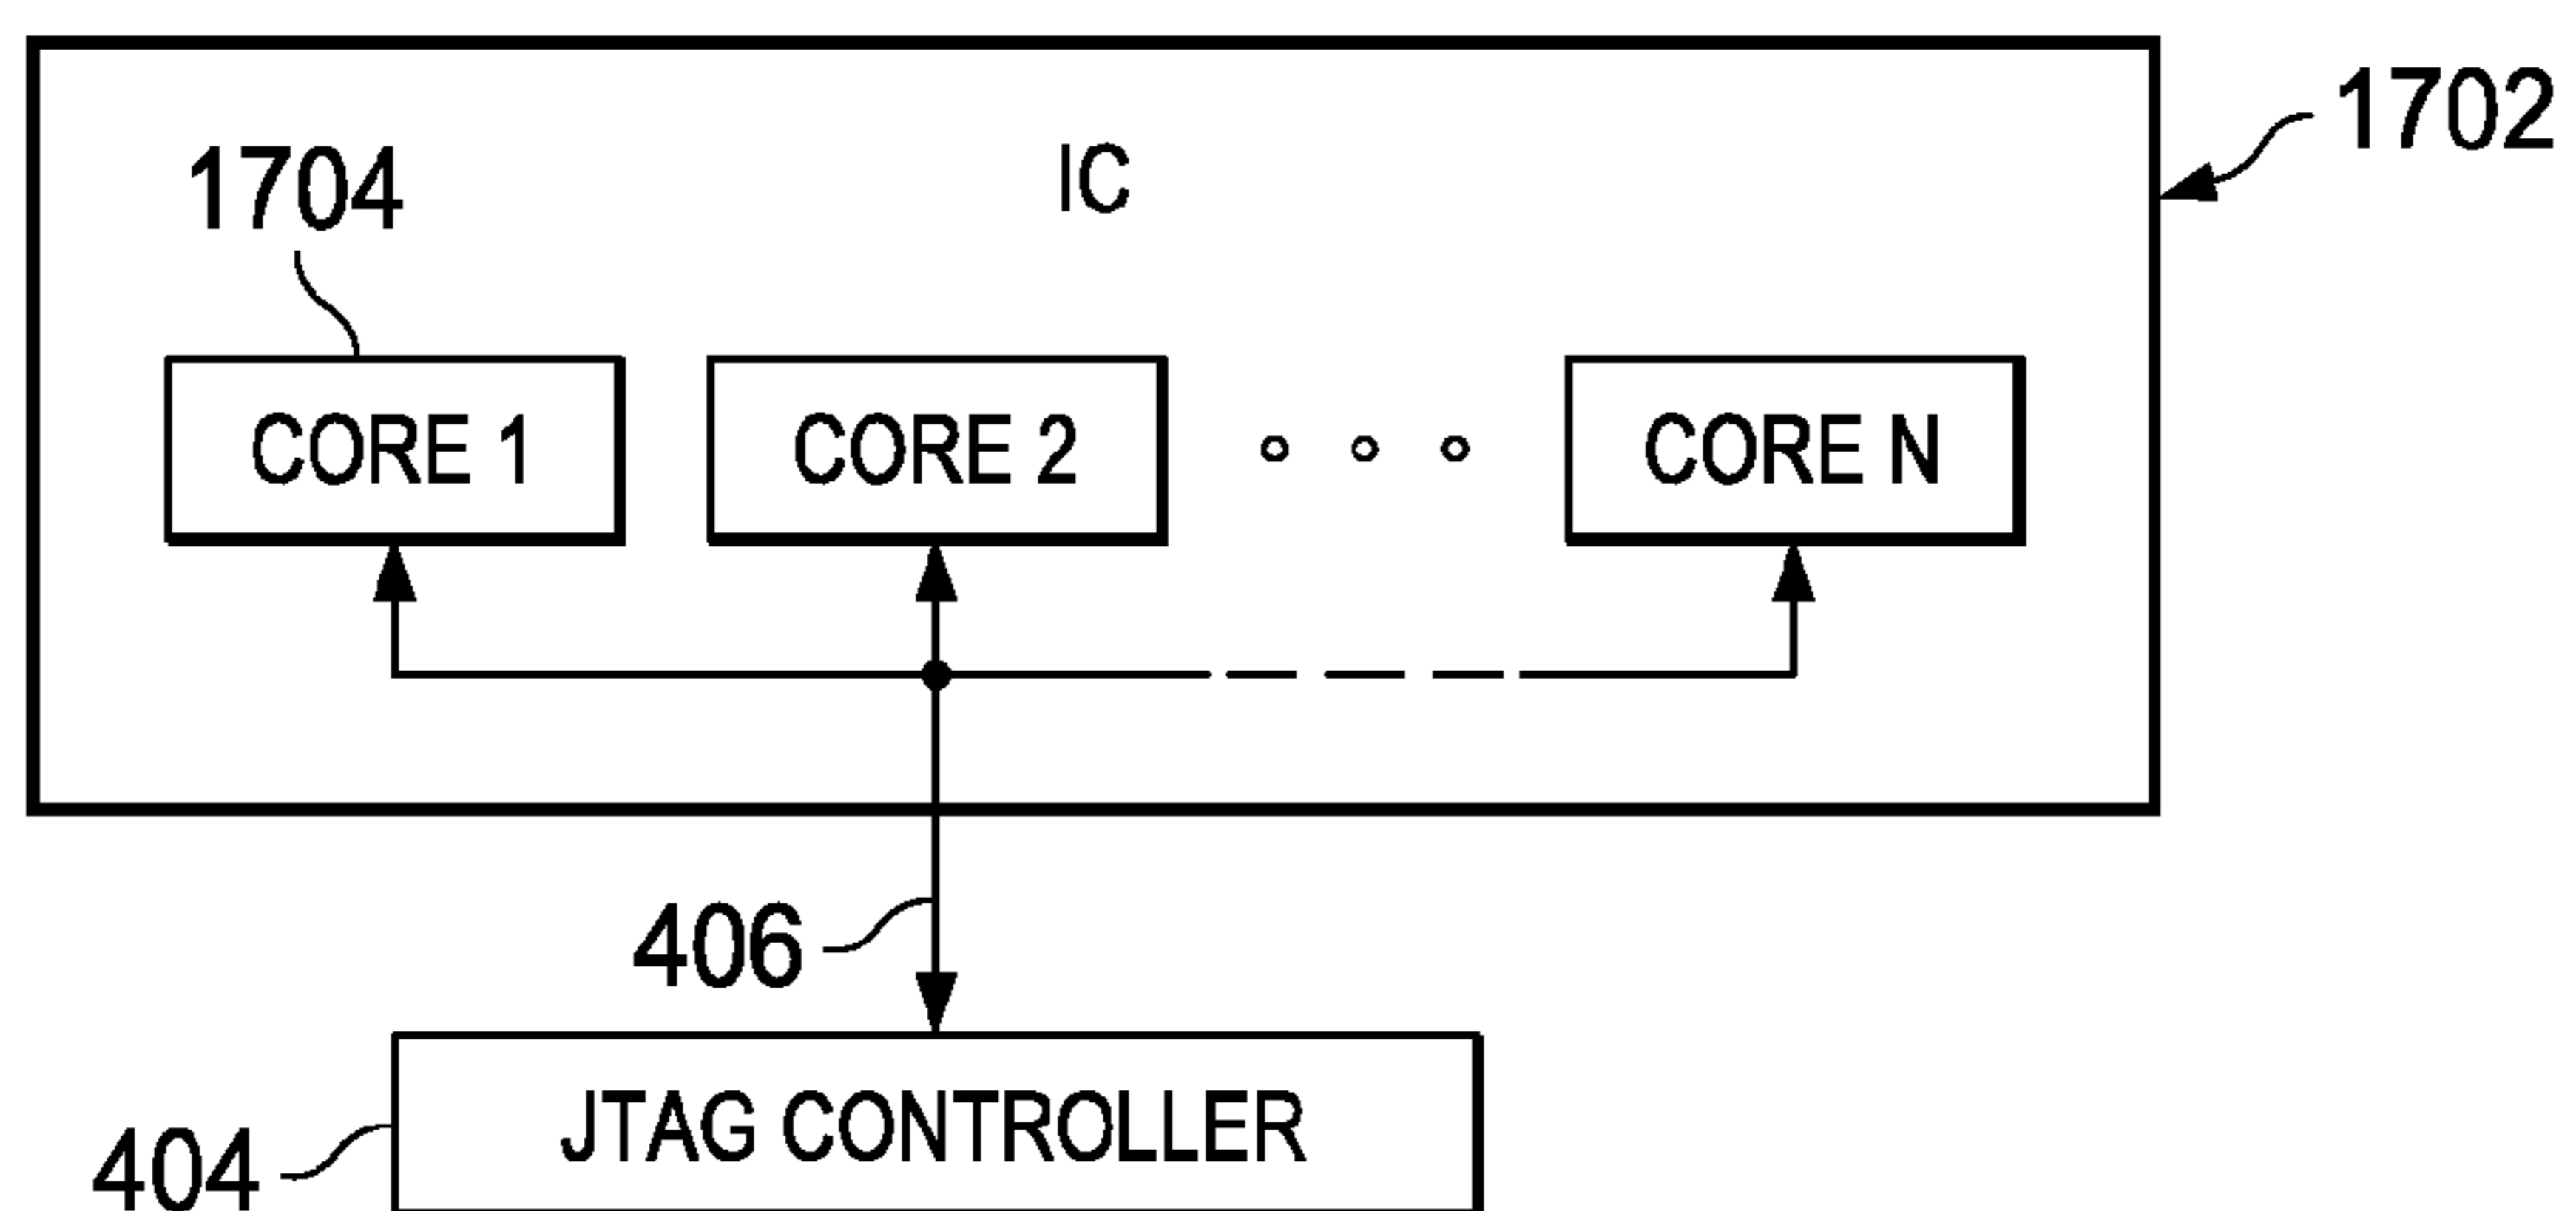 1702
IC
1704
CORE 1 CORE 2 CORE N
406
JTAG CONTROLLER
404